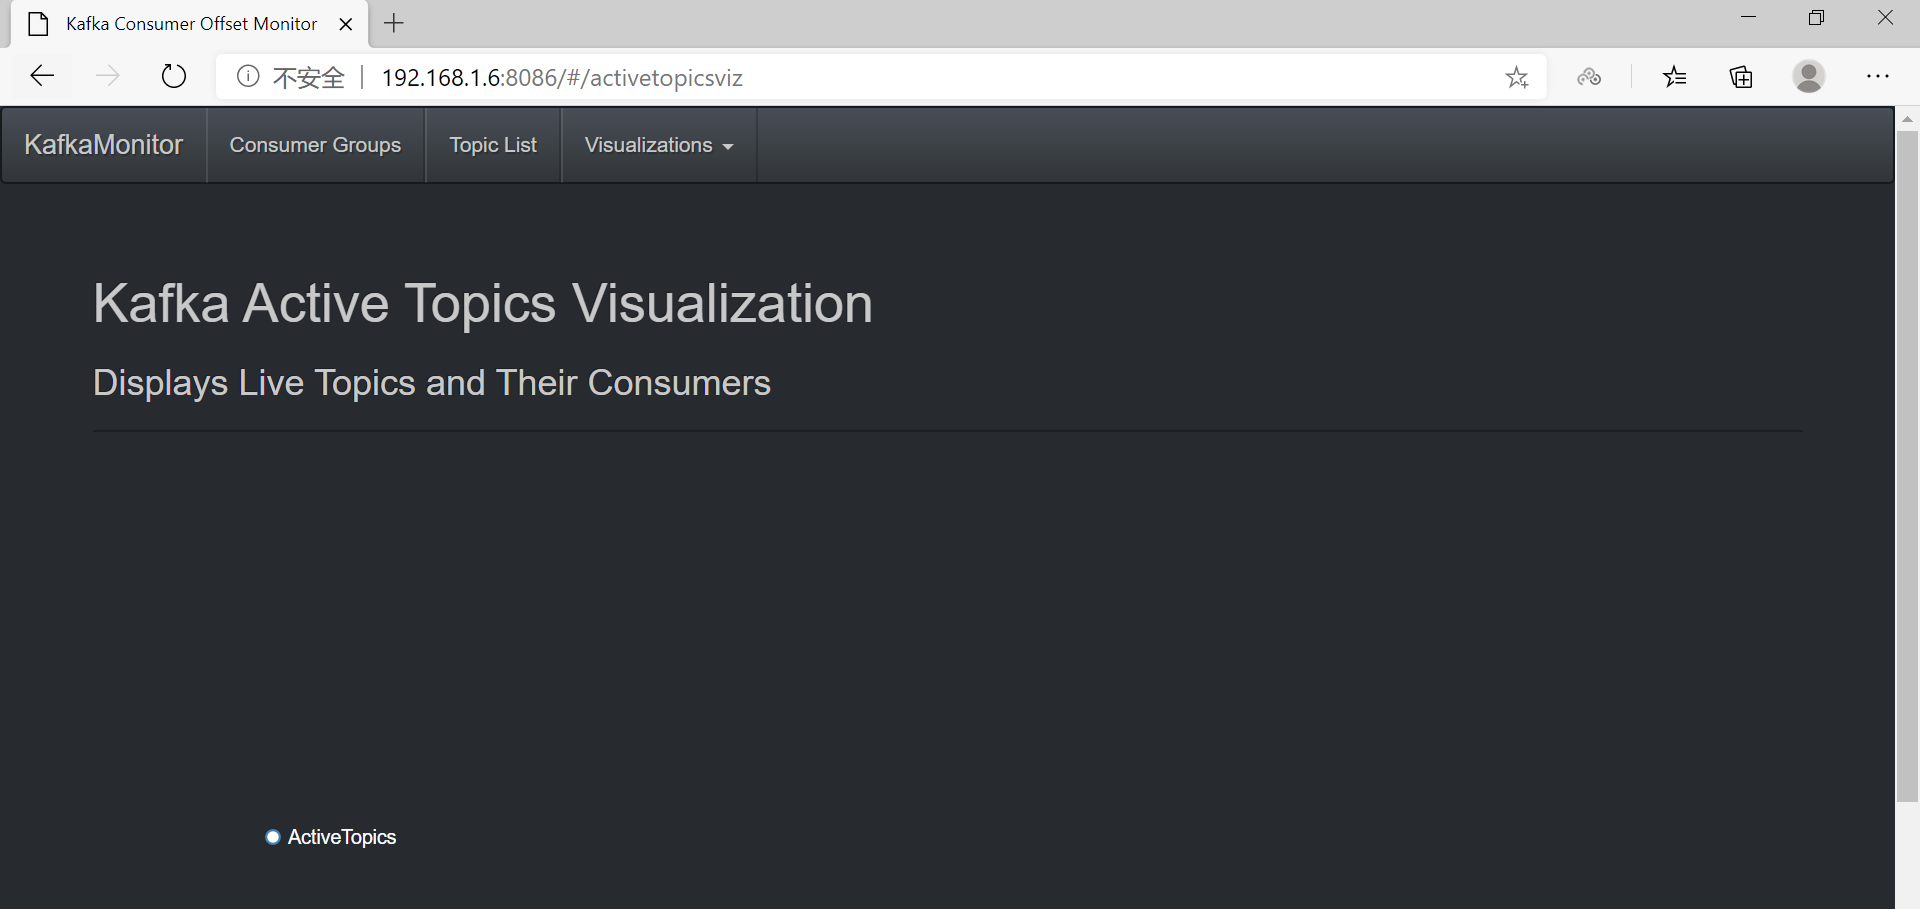 Kafka Consumer Offset Monitor
不安全 192.168.1.6:8086/#/activetopicsviz
KafkaMonitor Consumer Groups Topic List Visualizations
Kafka Active Topics Visualization
Displays Live Topics and Their Consumers
ActiveTopics